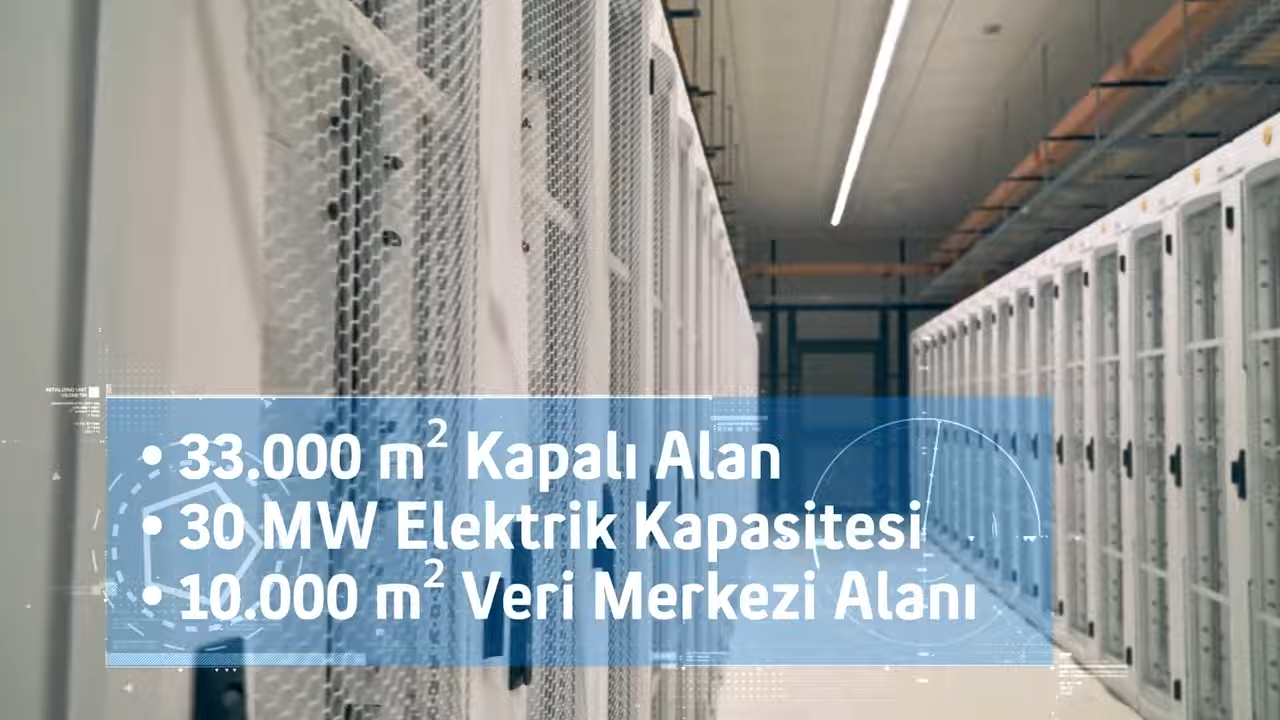 • 33.000 m² Kapalı Alan
• 30 MW Elektrik Kapasitesi
• 10.000 m² Veri Merkezi Alanı